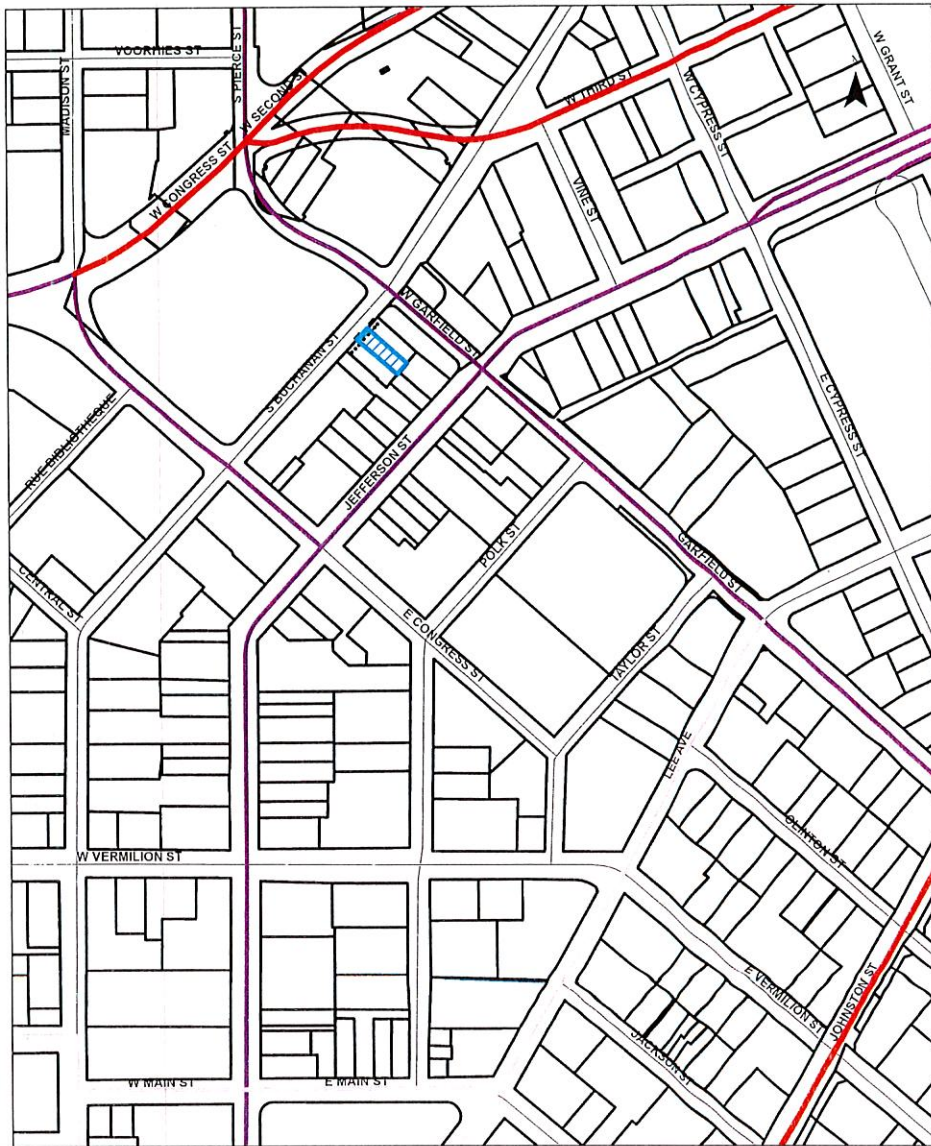 VOORHIES ST
MADISON ST
S PIERCE ST
W SECOND ST
W CONGRESS ST
W THIRD ST
W CYPRESS ST
W GRANT ST
VINE ST
W GARFIELD ST
S BUCHANAN ST
RUE BIBLIOTHEQUE
JEFFERSON ST
E CYPRESS ST
POLK ST
GARFIELD ST
CENTRAL ST
E CONGRESS ST
TAYLOR ST
LEE AVE
CLINTON ST
W VERMILION ST
E VERMILION ST
JOHNSTON ST
JACKSON ST
W MAIN ST
E MAIN ST